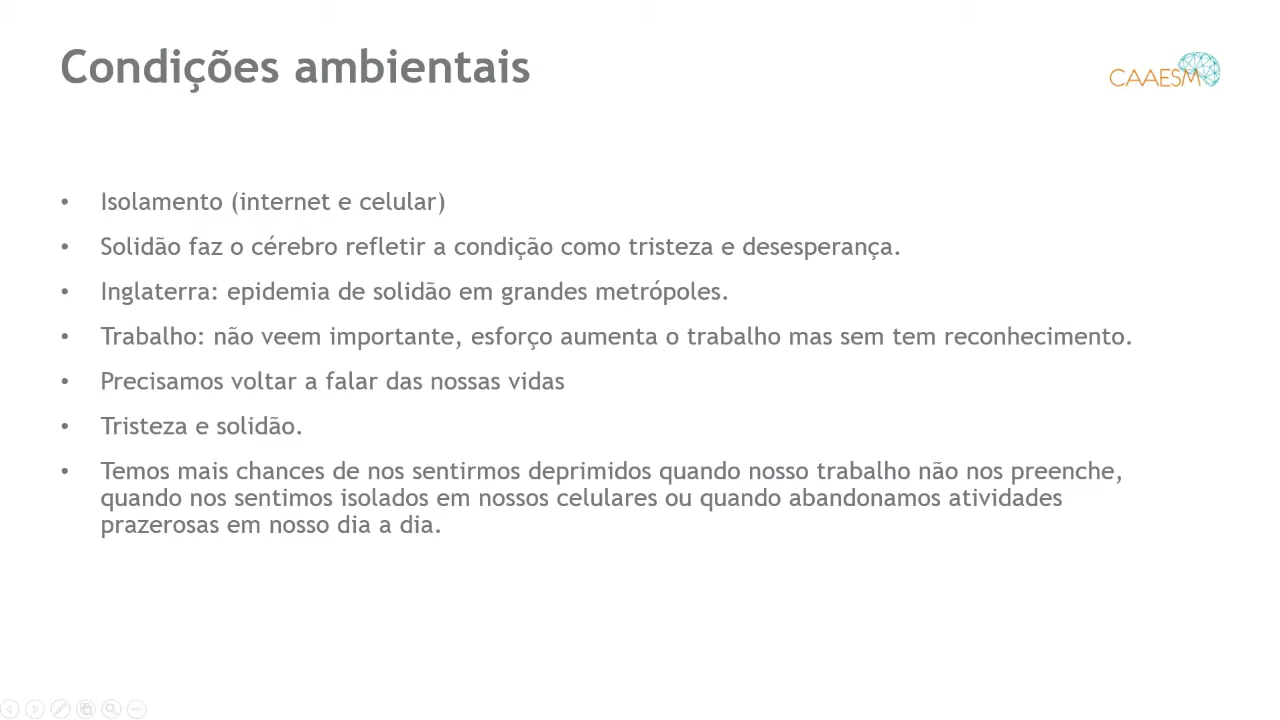 Condições ambientais
CAAESM
• Isolamento (internet e celular)
• Solidão faz o cérebro refletir a condição como tristeza e desesperança.
• Inglaterra: epidemia de solidão em grandes metrópoles.
• Trabalho: não veem importante, esforço aumenta o trabalho mas sem tem reconhecimento.
• Precisamos voltar a falar das nossas vidas
• Tristeza e solidão.
• Temos mais chances de nos sentirmos deprimidos quando nosso trabalho não nos preenche,
quando nos sentimos isolados em nossos celulares ou quando abandonamos atividades
prazerosas em nosso dia a dia.